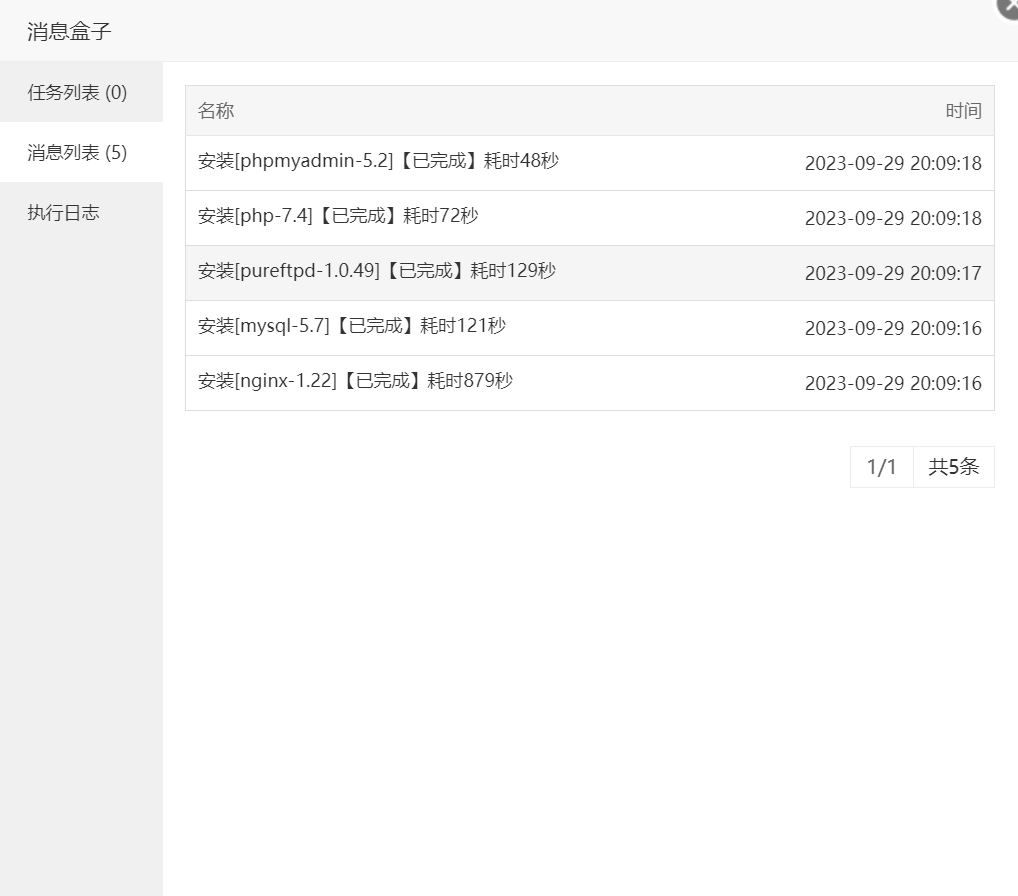 消息盒子
任务列表 (0)
消息列表 (5)
执行日志
名称 时间
安装[phpmyadmin-5.2]【已完成】耗时48秒 2023-09-29 20:09:18
安装[php-7.4]【已完成】耗时72秒 2023-09-29 20:09:18
安装[pureftpd-1.0.49]【已完成】耗时129秒 2023-09-29 20:09:17
安装[mysql-5.7]【已完成】耗时121秒 2023-09-29 20:09:16
安装[nginx-1.22]【已完成】耗时879秒 2023-09-29 20:09:16
1/1 共5条